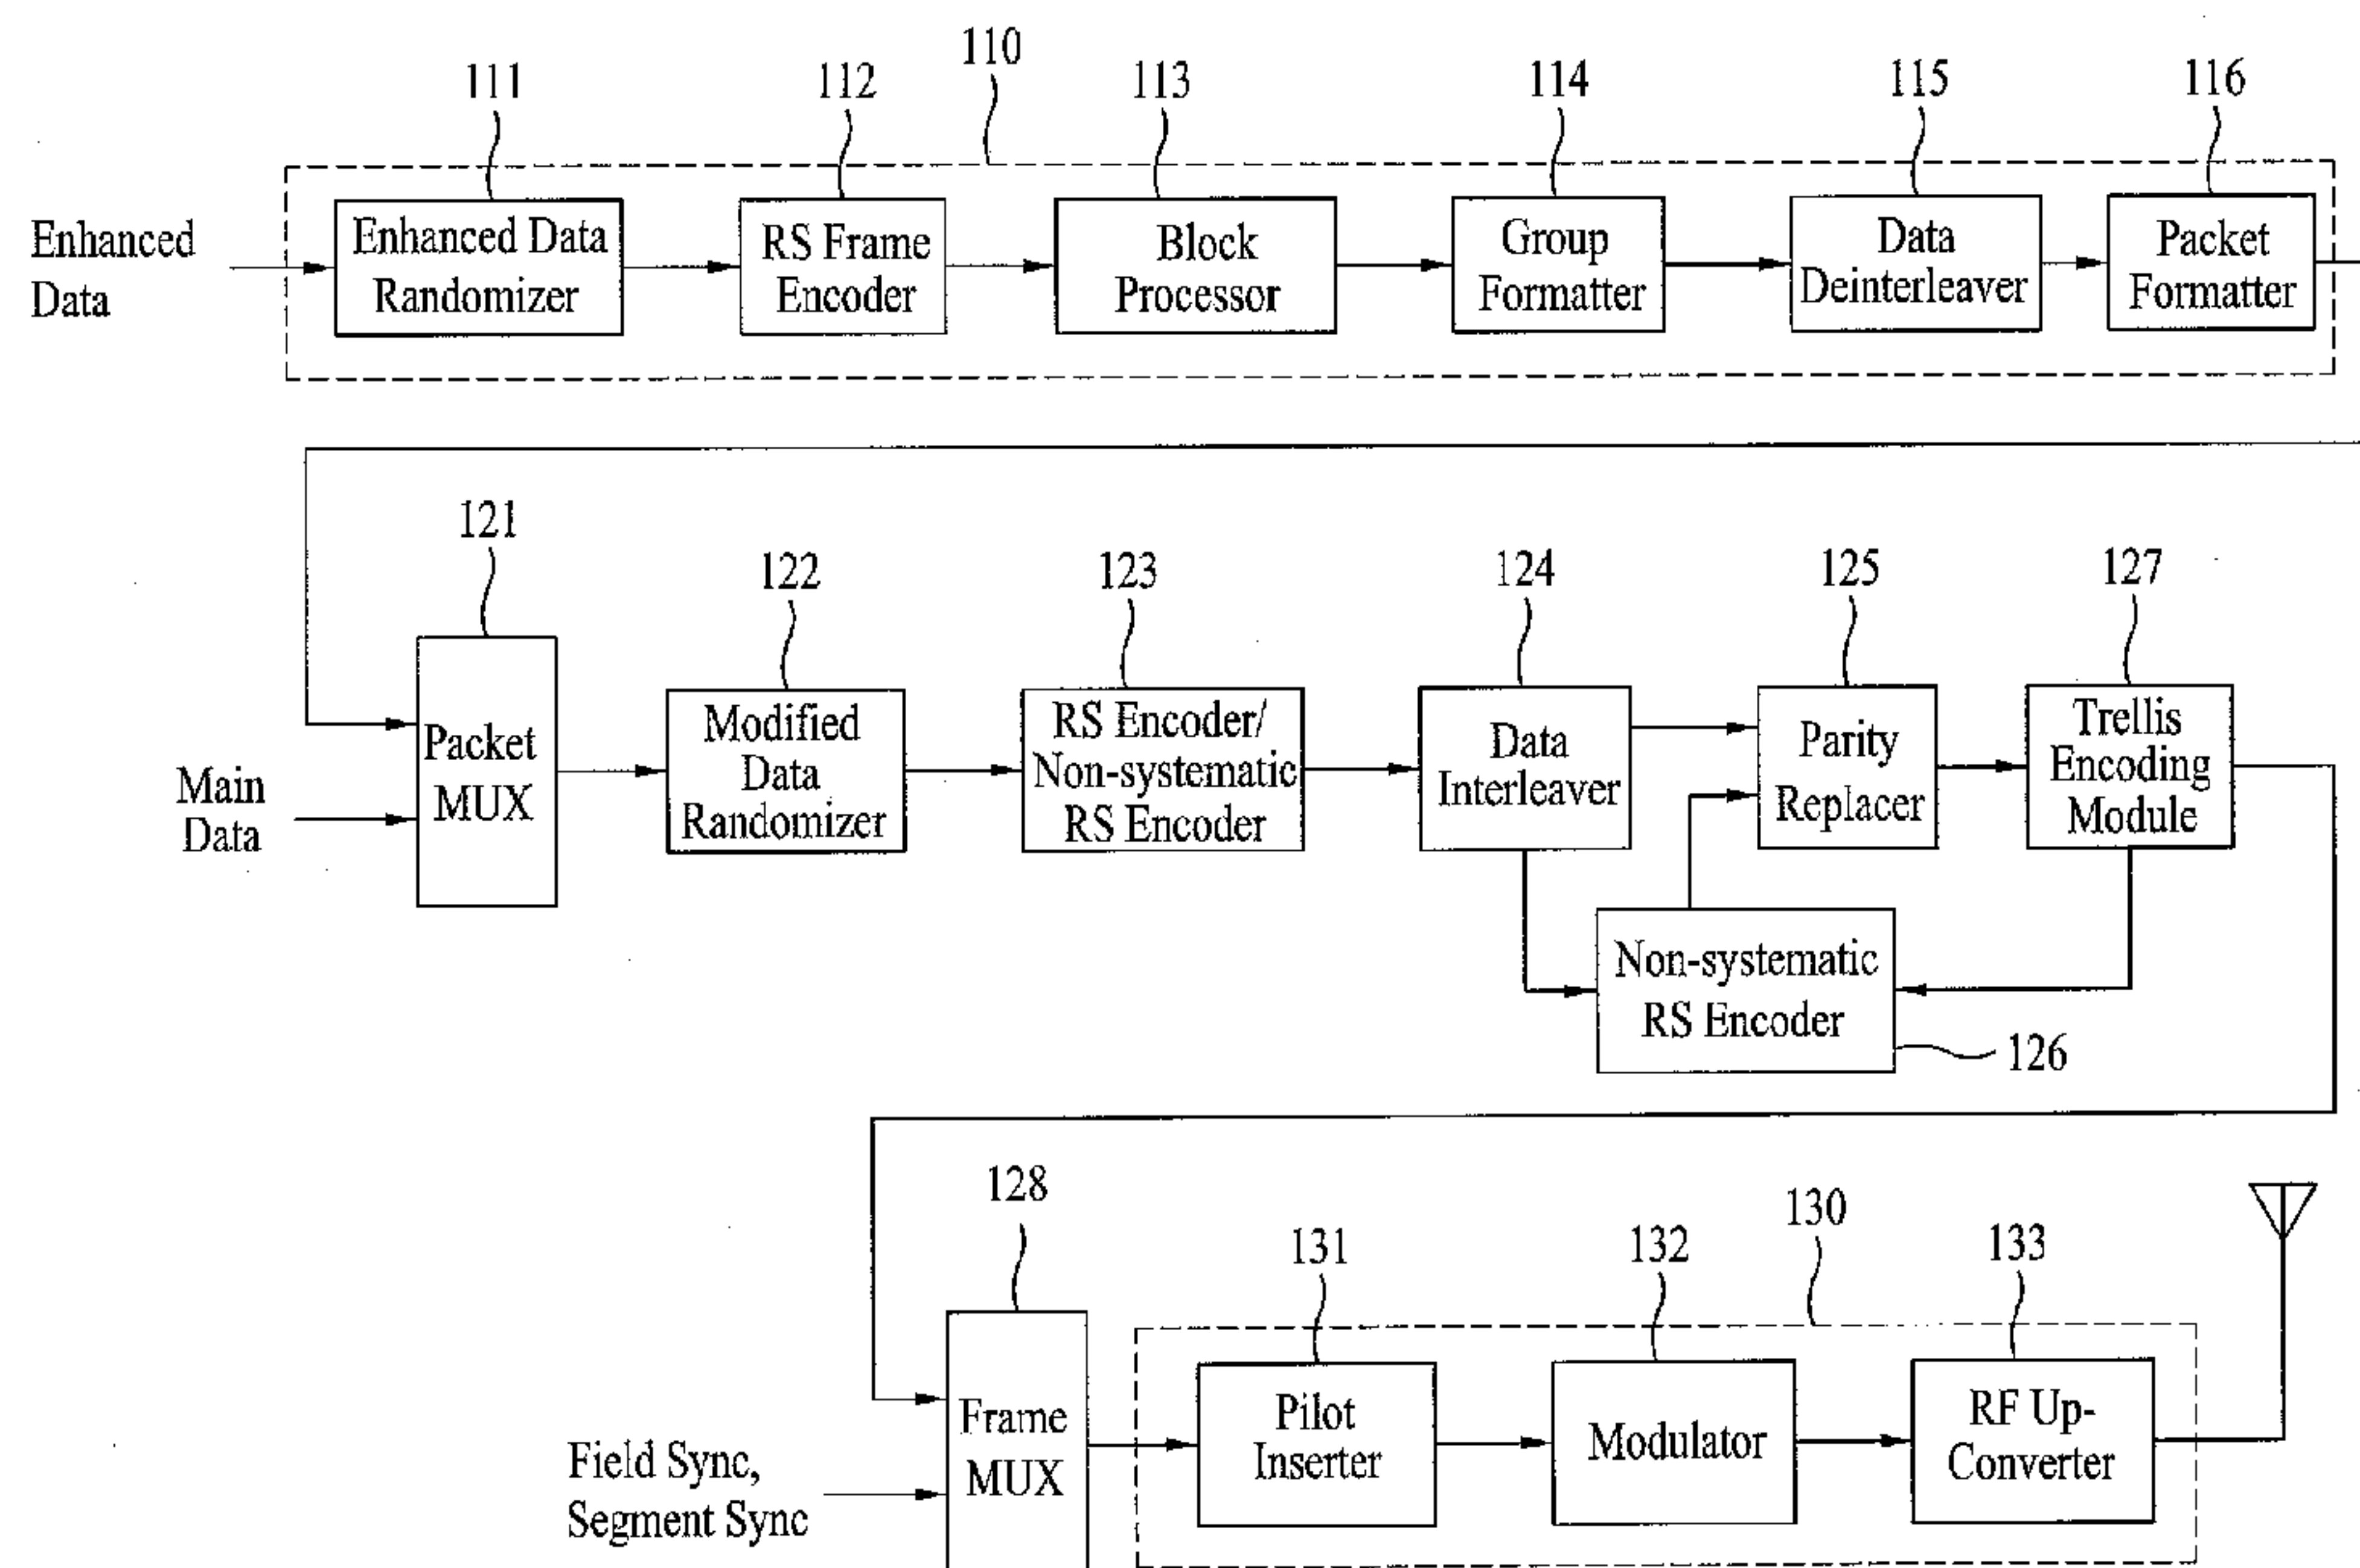 110
111
112
113
114
115
116
Enhanced
Data
Enhanced Data
Randomizer
RS Frame
Encoder
Block
Processor
Group
Formatter
Data
Deinterleaver
Packet
Formatter
121
122
123
124
125
127
Main
Data
Packet
MUX
Modified
Data
Randomizer
RS Encoder/
Non-systematic
RS Encoder
Data
Interleaver
Parity
Replacer
Trellis
Encoding
Module
Non-systematic
RS Encoder
126
128
131
132
130
133
Field Sync,
Segment Sync
Frame
MUX
Pilot
Inserter
Modulator
RF Up-
Converter